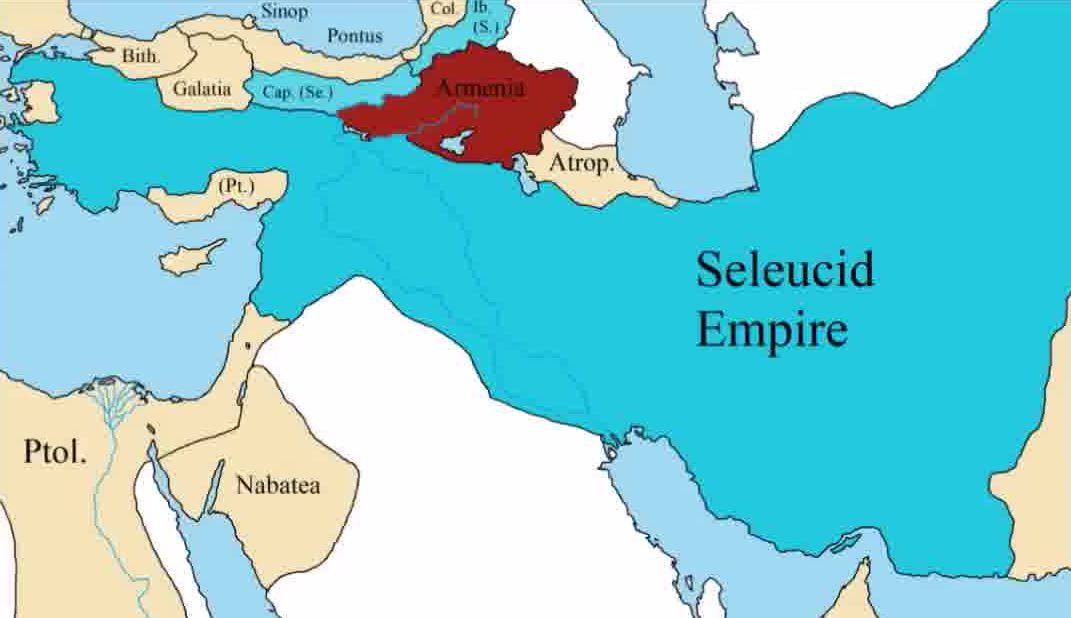 Sinop
Col.
Ib.
(S.)
Pontus
Bith.
Galatia
Cap. (Se.)
Armenia
Atrop.
(Pt.)
Seleucid
Empire
Ptol.
Nabatea